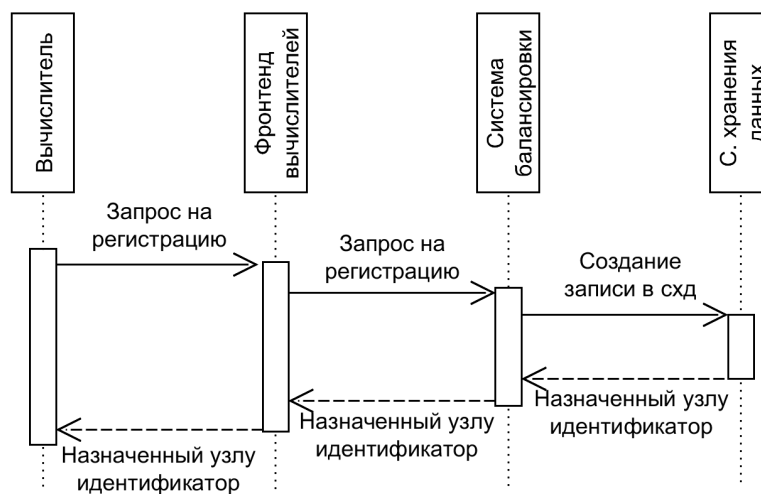 Вычислитель
Фронтенд
вычислителей
Система
балансировки
С. хранения
данных
Запрос на
регистрацию
Запрос на
регистрацию
Создание
записи в схд
Назначенный узлу
идентификатор
Назначенный узлу
идентификатор
Назначенный узлу
идентификатор